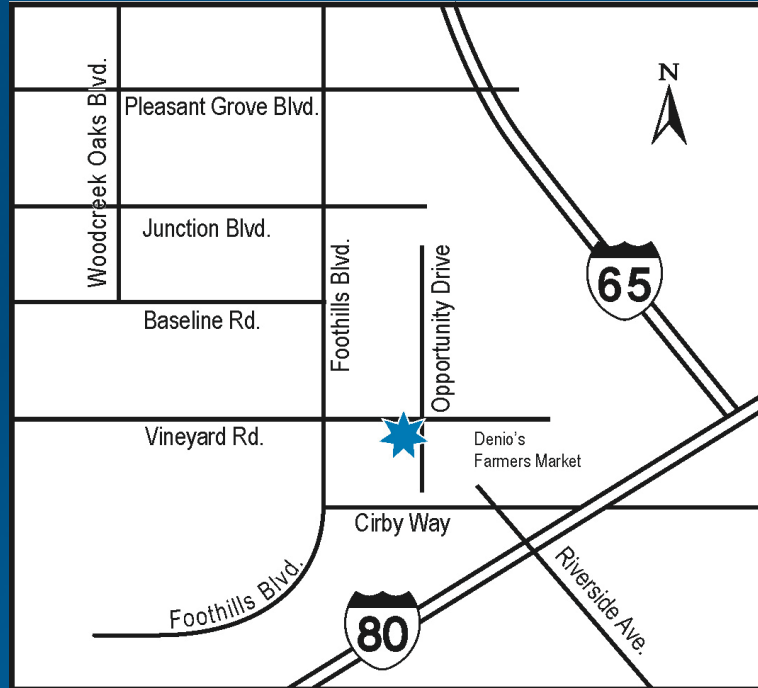 N
Woodcreek Oaks Blvd.
Pleasant Grove Blvd.
Junction Blvd.
Foothills Blvd.
Opportunity Drive
65
Baseline Rd.
Vineyard Rd.
Denio's
Farmers Market
Cirby Way
Foothills Blvd.
80
Riverside Ave.